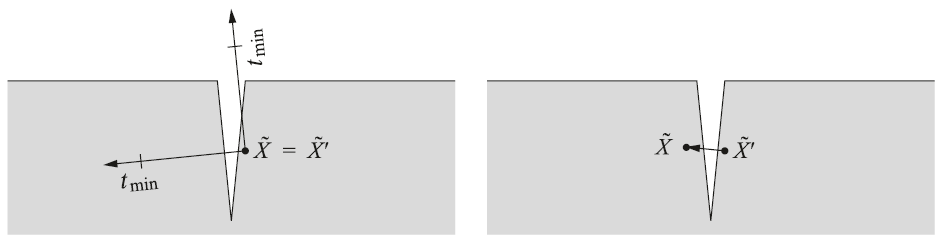 t_min
X̃ = X̃′
t_min
X̃
X̃′